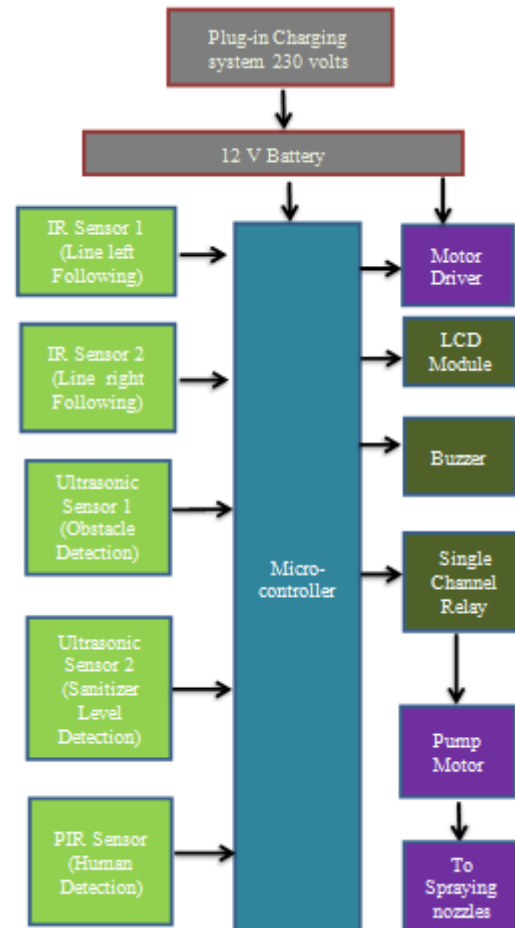 Plug-in Charging
system 230 volts
12 V Battery
IR Sensor 1
(Line left
Following)
IR Sensor 2
(Line right
Following)
Ultrasonic
Sensor 1
(Obstacle
Detection)
Ultrasonic
Sensor 2
(Sanitizer
Level
Detection)
PIR Sensor
(Human
Detection)
Micro-
controller
Motor
Driver
LCD
Module
Buzzer
Single
Channel
Relay
Pump
Motor
To
Spraying
nozzles